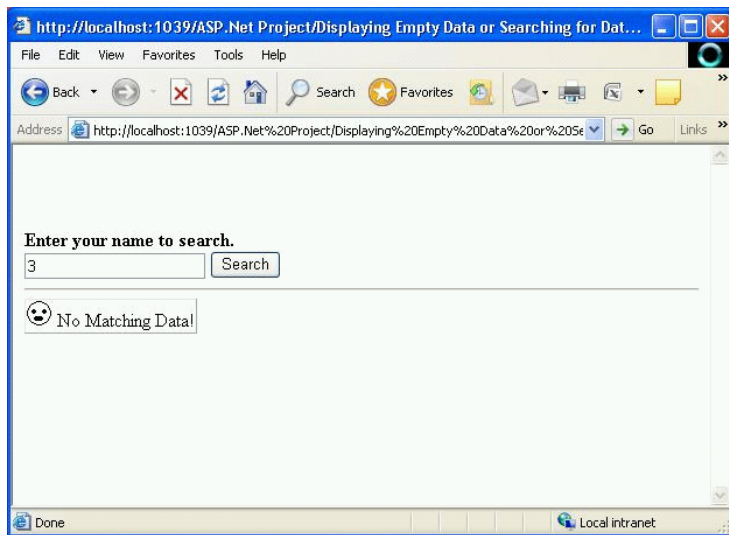 http://localhost:1039/ASP.Net Project/Displaying Empty Data or Searching for Dat...
File Edit View Favorites Tools Help
Back Search Favorites »
Address http://localhost:1039/ASP.Net%20Project/Displaying%20Empty%20Data%20or%20Se Go Links »
Enter your name to search.
3 Search
No Matching Data!
Done Local intranet